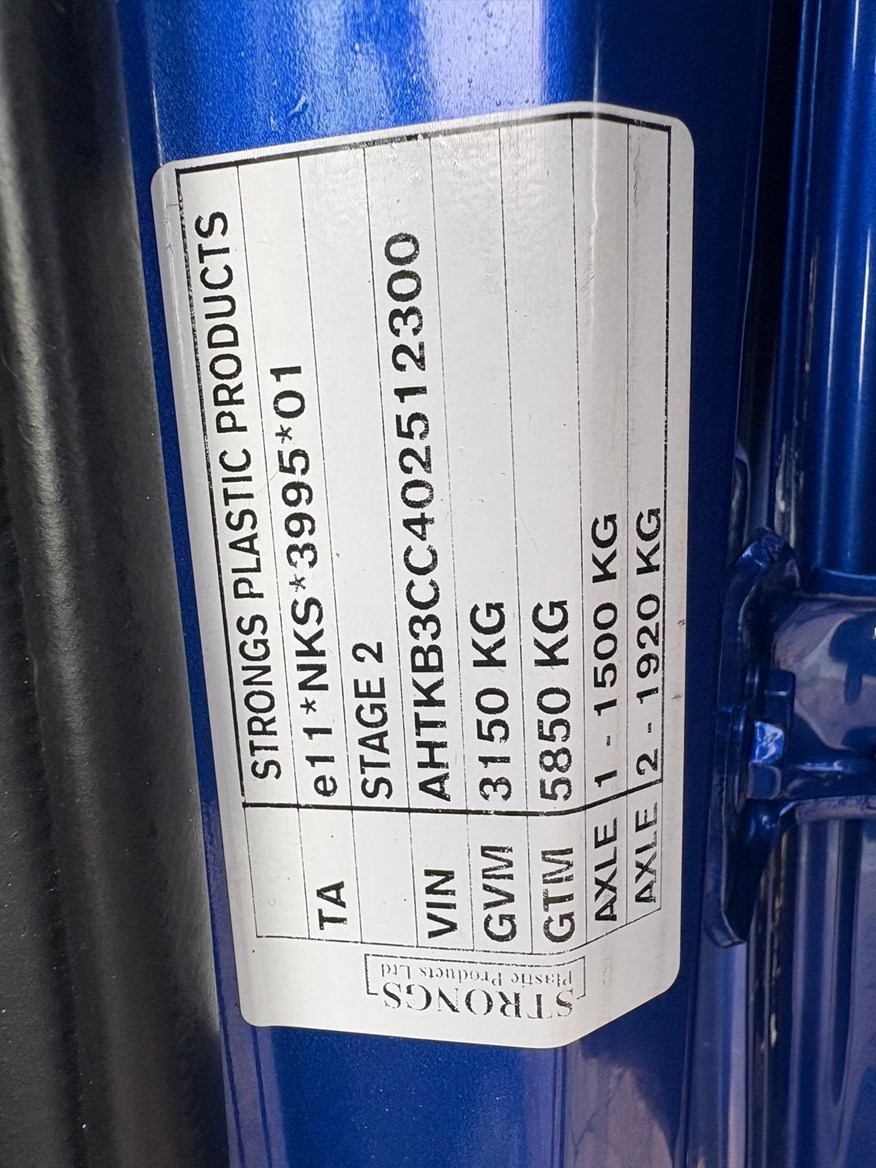 STRONGS PLASTIC PRODUCTS
TA e11*NKS*3995*01
STAGE 2
VIN AHTKB3CC402512300
GVM 3150 KG
GTM 5850 KG
AXLE 1 - 1500 KG
AXLE 2 - 1920 KG
STRONGS
Plastic Products Ltd